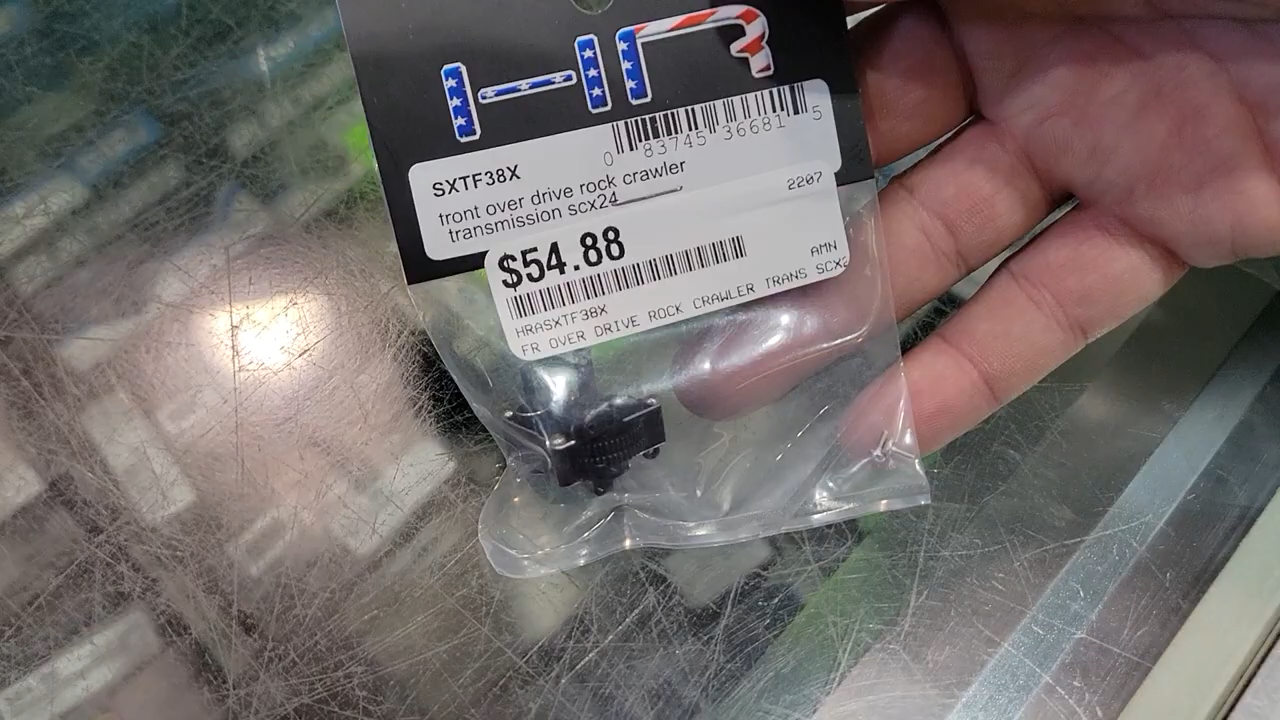 HR
0 83745 36681 5
SXTF38X
tront over drive rock crawler
transmission scx24
2207
$54.88
AMN
HRASXTF38X
FR OVER DRIVE ROCK CRAWLER TRANS SCX2